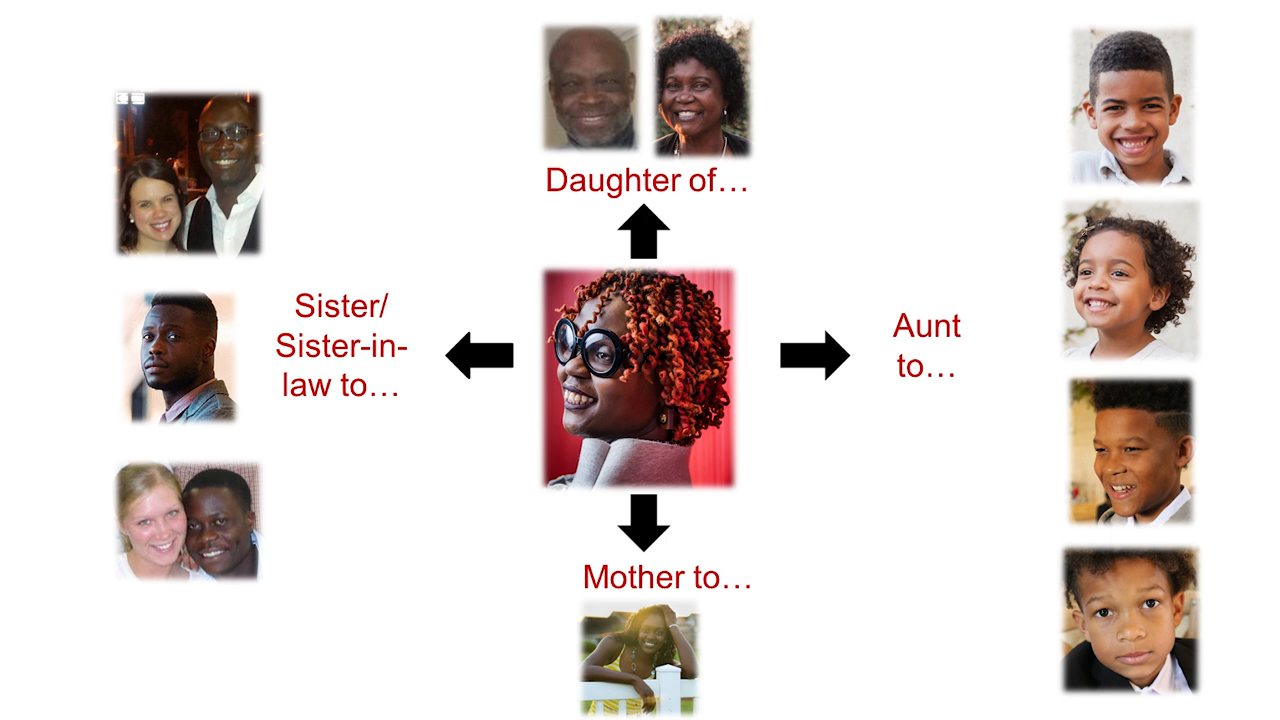 Daughter of…
Sister/
Sister-in-
law to…
Aunt
to…
Mother to…